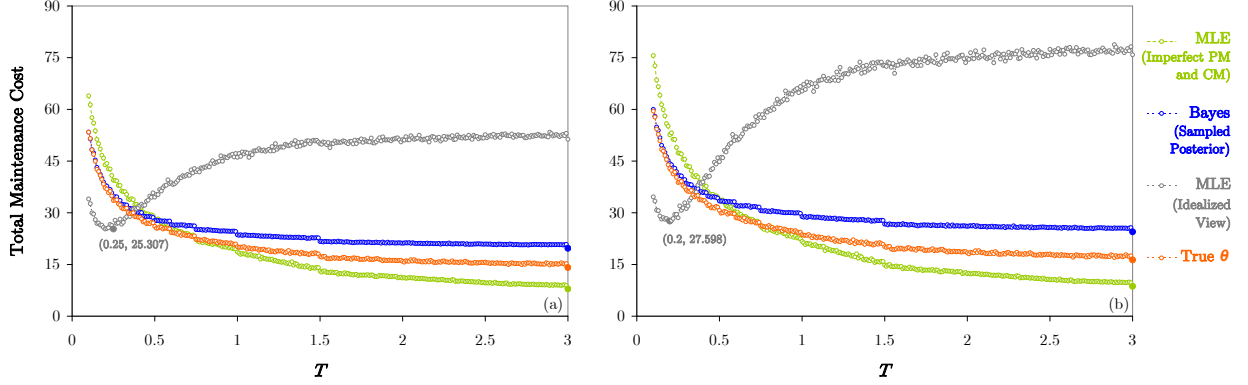 Total Maintenance Cost
90
75
60
45
30
15
0
(0.25, 25.307)
(a)
0
0.5
1
1.5
2
2.5
3
T
90
75
60
45
30
15
0
(0.2, 27.598)
(b)
0
0.5
1
1.5
2
2.5
3
T
MLE
(Imperfect PM
and CM)
Bayes
(Sampled
Posterior)
MLE
(Idealized
View)
True θ